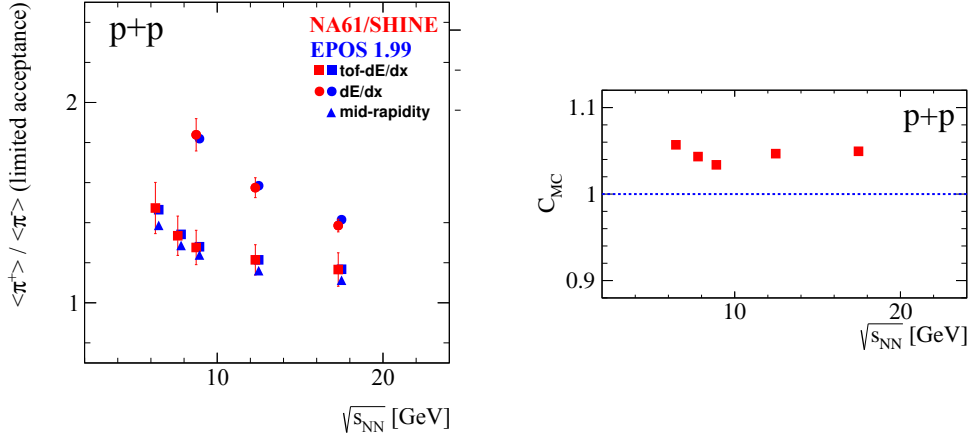 p+p
NA61/SHINE
EPOS 1.99
tof-dE/dx
dE/dx
mid-rapidity
<π⁺> / <π⁻> (limited acceptance)
2
1
10
20
√s_NN [GeV]
p+p
C_MC
1.1
1
0.9
10
20
√s_NN [GeV]